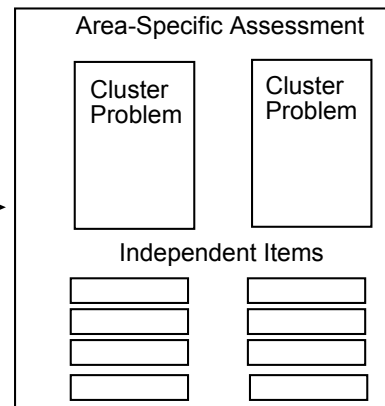 Area-Specific Assessment
Cluster
Problem
Cluster
Problem
Independent Items